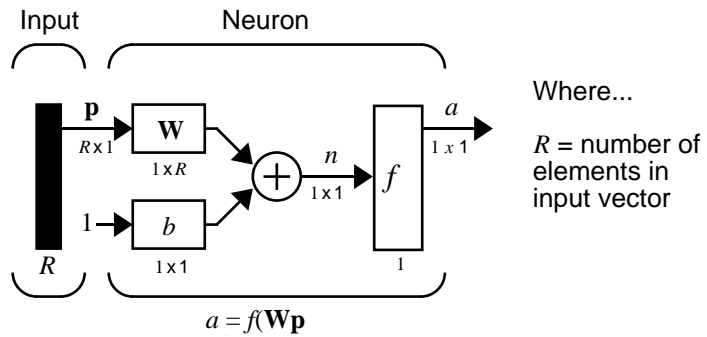 Input
Neuron
p
R x 1
W
1 x R
1
b
1 x 1
n
1 x 1
f
a
1 x 1
R
1
a = f(Wp
Where...
R = number of
elements in
input vector